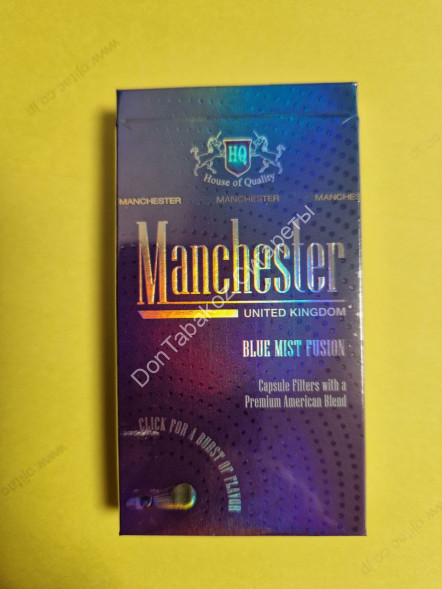 HQ
House of Quality
MANCHESTER MANCHESTER MANCHES
Manchester
UNITED KINGDOM
BLUE MIST FUSION
Capsule Filters with a
Premium American Blend
CLICK FOR A BURST OF FLAVOR
DonTabakoz Сигареты